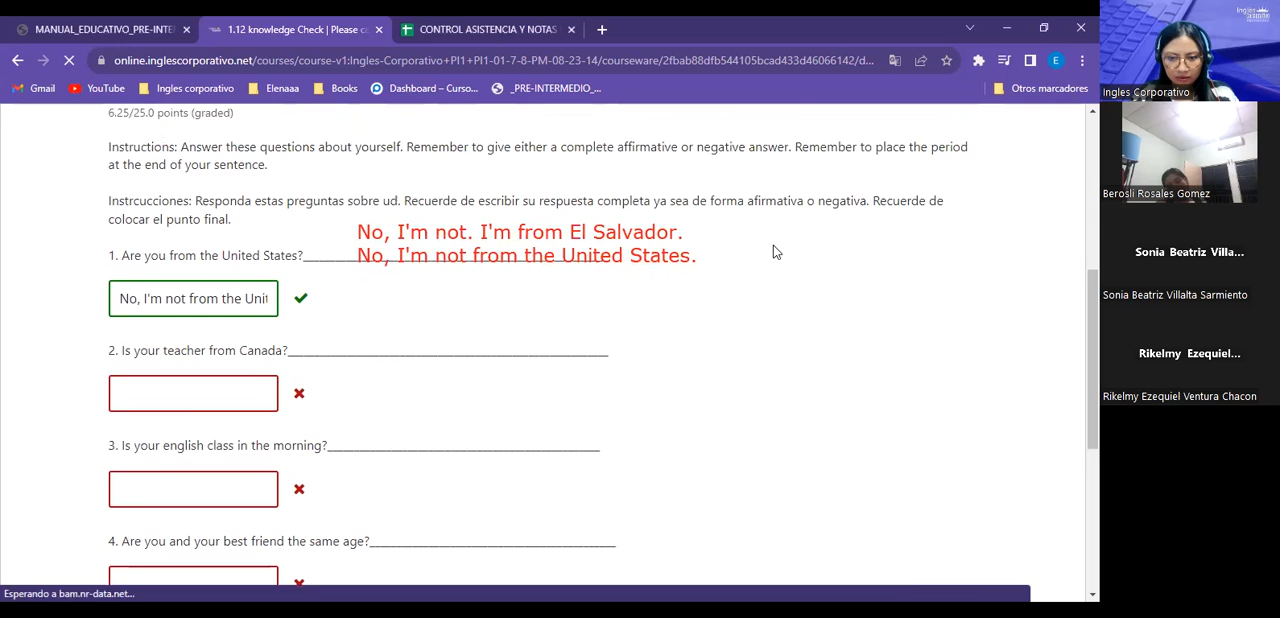 MANUAL_EDUCATIVO_PRE-INTE
1.12 knowledge Check | Please ca
CONTROL ASISTENCIA Y NOTAS
online.inglescorporativo.net/courses/course-v1:Ingles-Corporativo+PI1+PI1-01-7-8-PM-08-23-14/courseware/2fbab88dfb544105bcad433d46066142/d...
E
Gmail
YouTube
Ingles corporativo
Elenaaa
Books
Dashboard – Curso...
_PRE-INTERMEDIO_...
Otros marcadores
6.25/25.0 points (graded)
Instructions: Answer these questions about yourself. Remember to give either a complete affirmative or negative answer. Remember to place the period
at the end of your sentence.
Instrucciones: Responda estas preguntas sobre ud. Recuerde de escribir su respuesta completa ya sea de forma afirmativa o negativa. Recuerde de
colocar el punto final.
No, I'm not. I'm from El Salvador.
1. Are you from the United States?
No, I'm not from the United States.
No, I'm not from the Unit
2. Is your teacher from Canada?
3. Is your english class in the morning?
4. Are you and your best friend the same age?
Esperando a bam.nr-data.net...
Ingles Corporativo
Berosli Rosales Gomez
Sonia Beatriz Villa...
Sonia Beatriz Villalta Sarmiento
Rikelmy Ezequiel...
Rikelmy Ezequiel Ventura Chacon